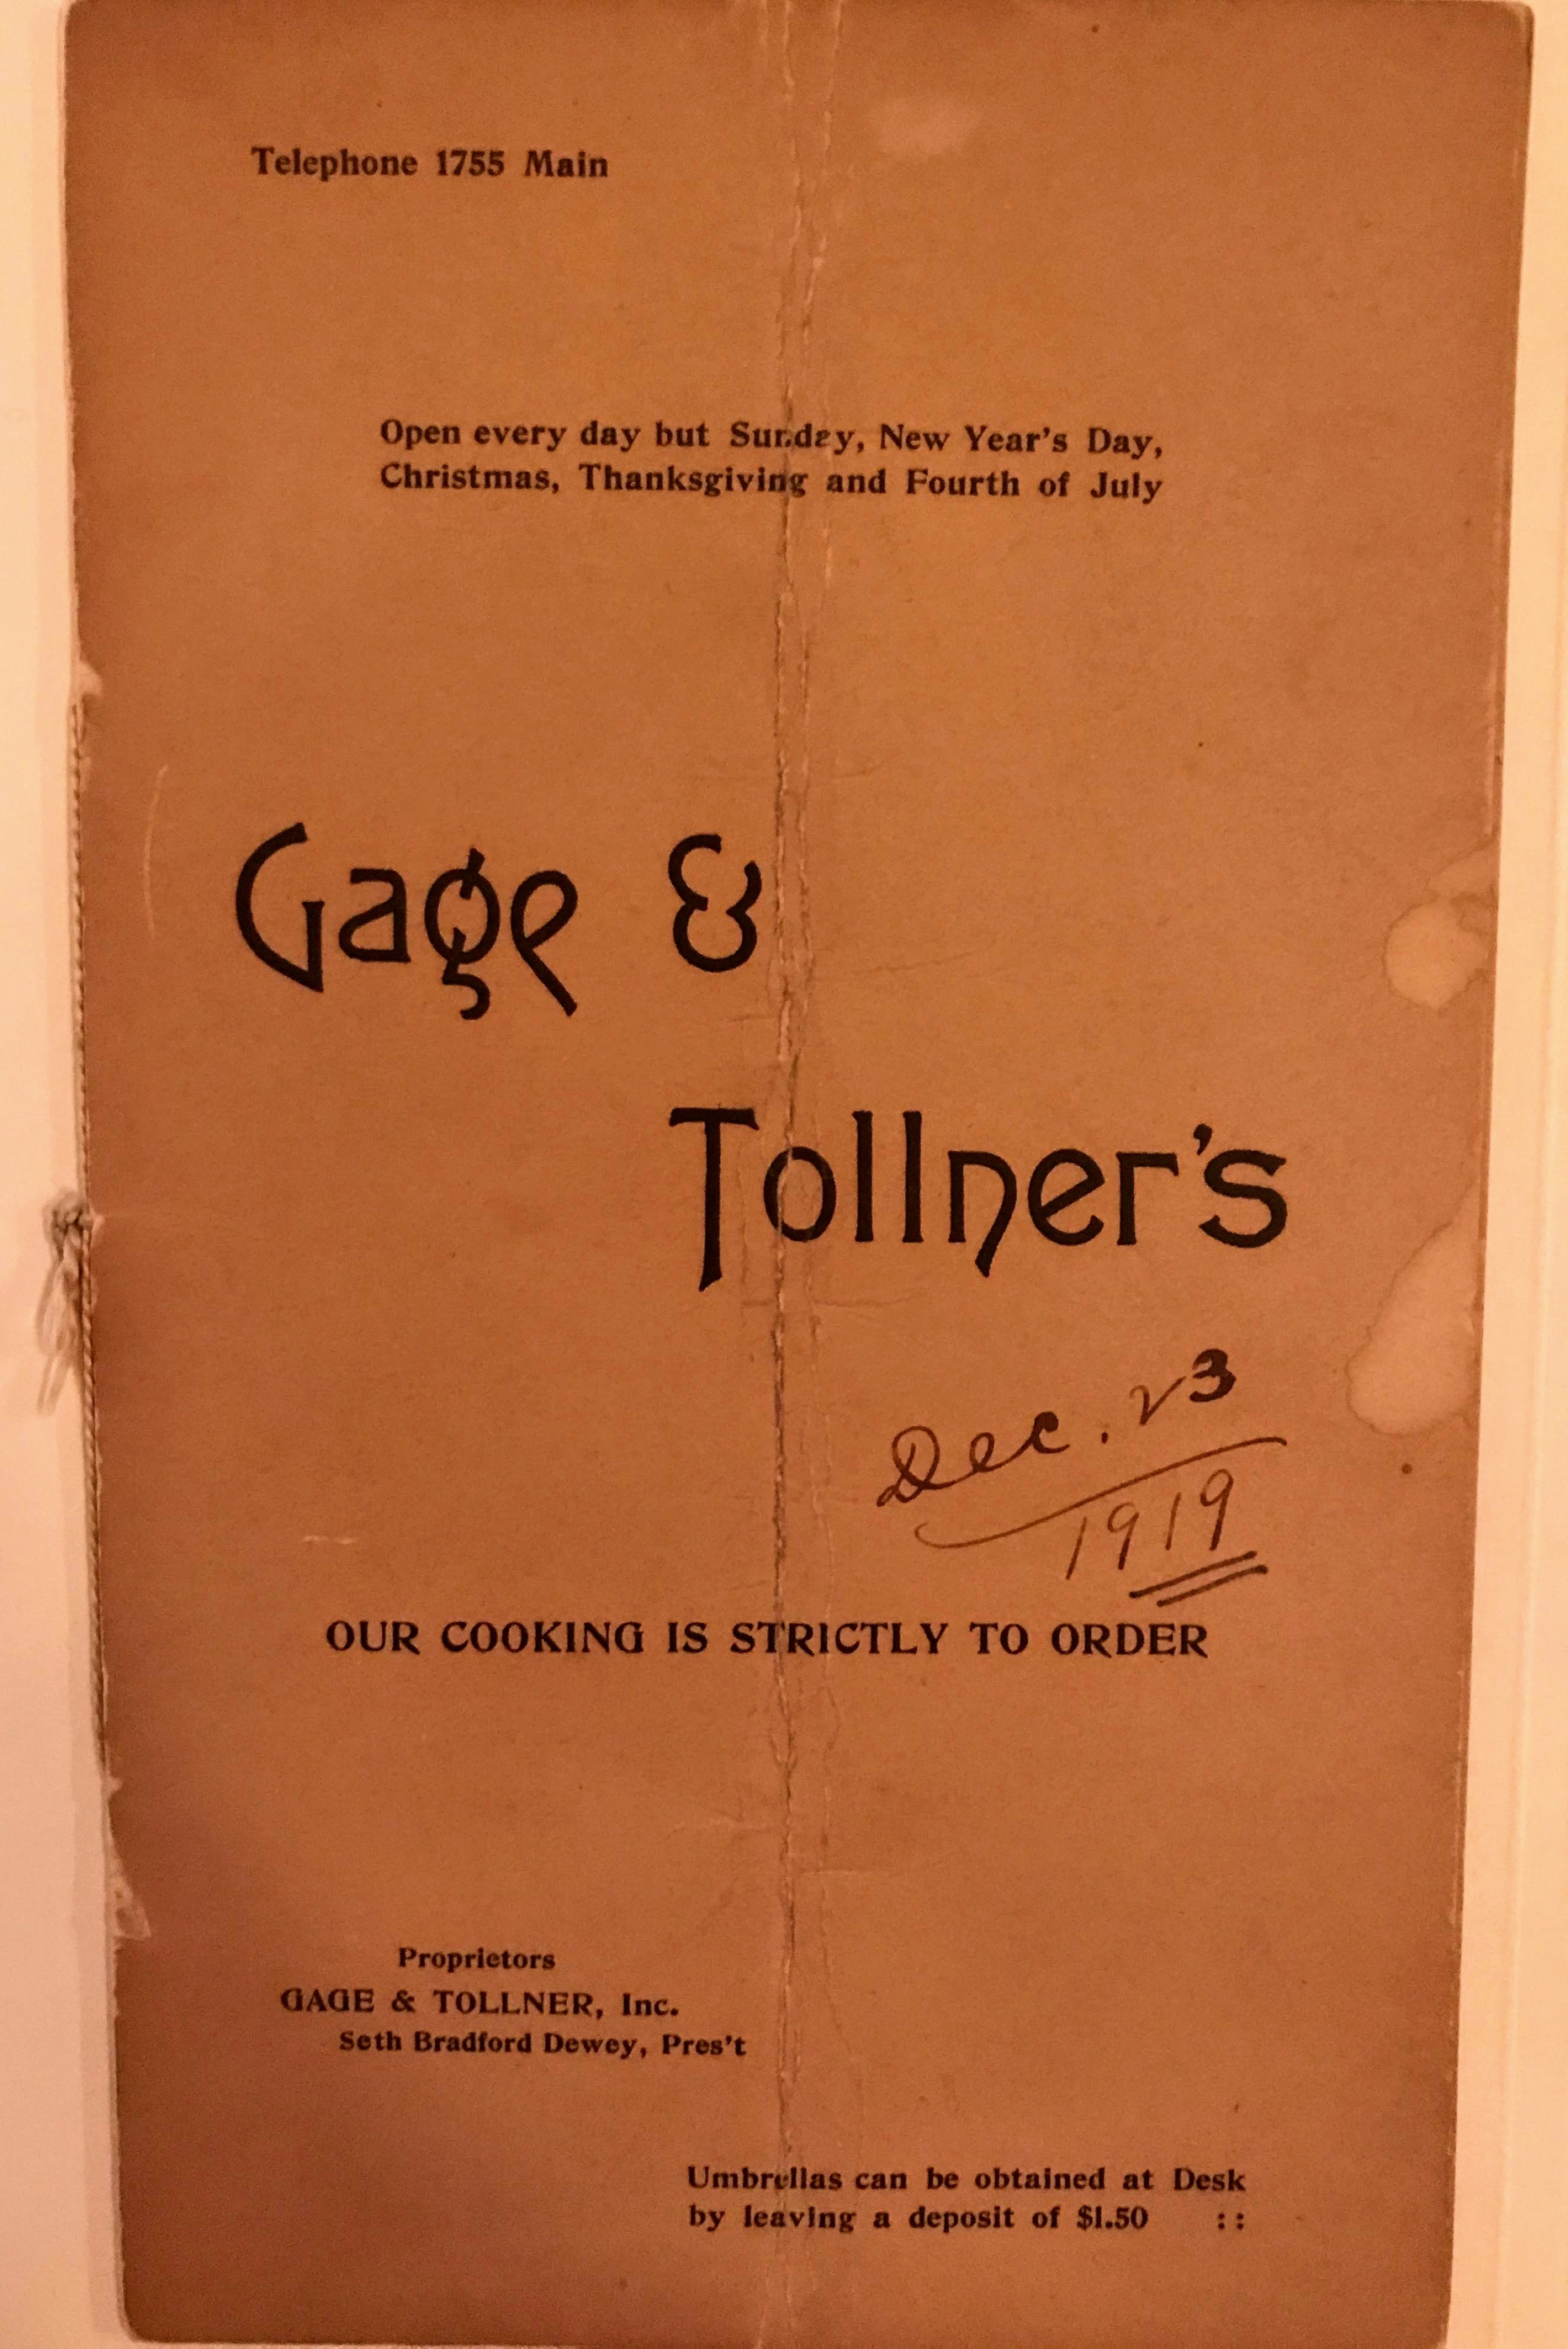 Telephone 1755 Main
Open every day but Sunday, New Year's Day,
Christmas, Thanksgiving and Fourth of July
Gage &
Tollner's
Dec. 23
1919
OUR COOKING IS STRICTLY TO ORDER
Proprietors
GAGE & TOLLNER, Inc.
Seth Bradford Dewey, Pres't
Umbrellas can be obtained at Desk
by leaving a deposit of $1.50 : :